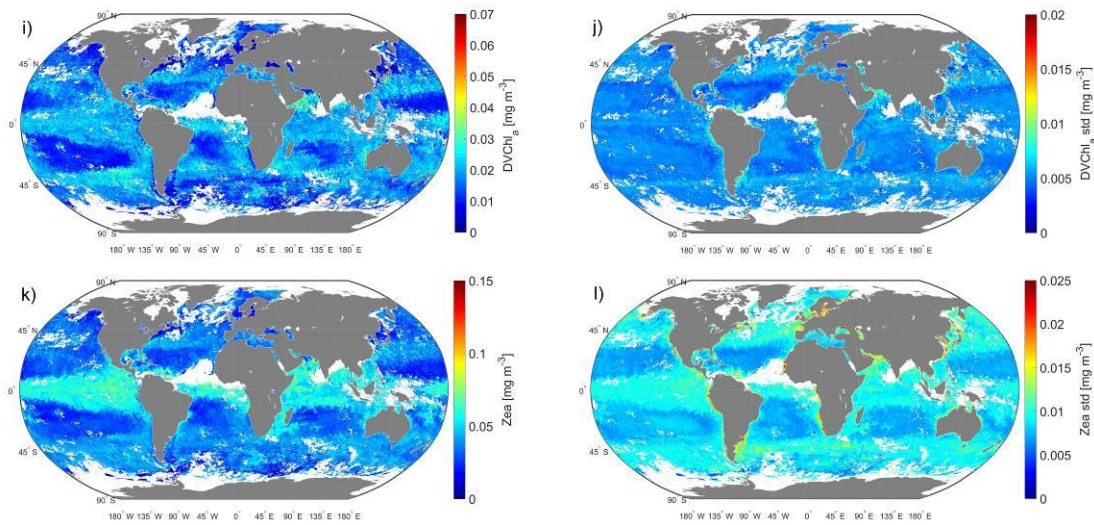 i)
90° N
45° N
0°
45° S
90° S
180° W 135° W 90° W 45° W 0° 45° E 90° E 135° E 180° E
0.07
0.06
0.05
0.04
0.03
0.02
0.01
0
DVChl_a [mg m⁻³]
j)
90° N
45° N
0°
45° S
90° S
180° W 135° W 90° W 45° W 0° 45° E 90° E 135° E 180° E
0.02
0.015
0.01
0.005
0
DVChl_a std [mg m⁻³]
k)
90° N
45° N
0°
45° S
90° S
180° W 135° W 90° W 45° W 0° 45° E 90° E 135° E 180° E
0.15
0.1
0.05
0
Zea [mg m⁻³]
l)
90° N
45° N
0°
45° S
90° S
180° W 135° W 90° W 45° W 0° 45° E 90° E 135° E 180° E
0.025
0.02
0.015
0.01
0.005
0
Zea std [mg m⁻³]